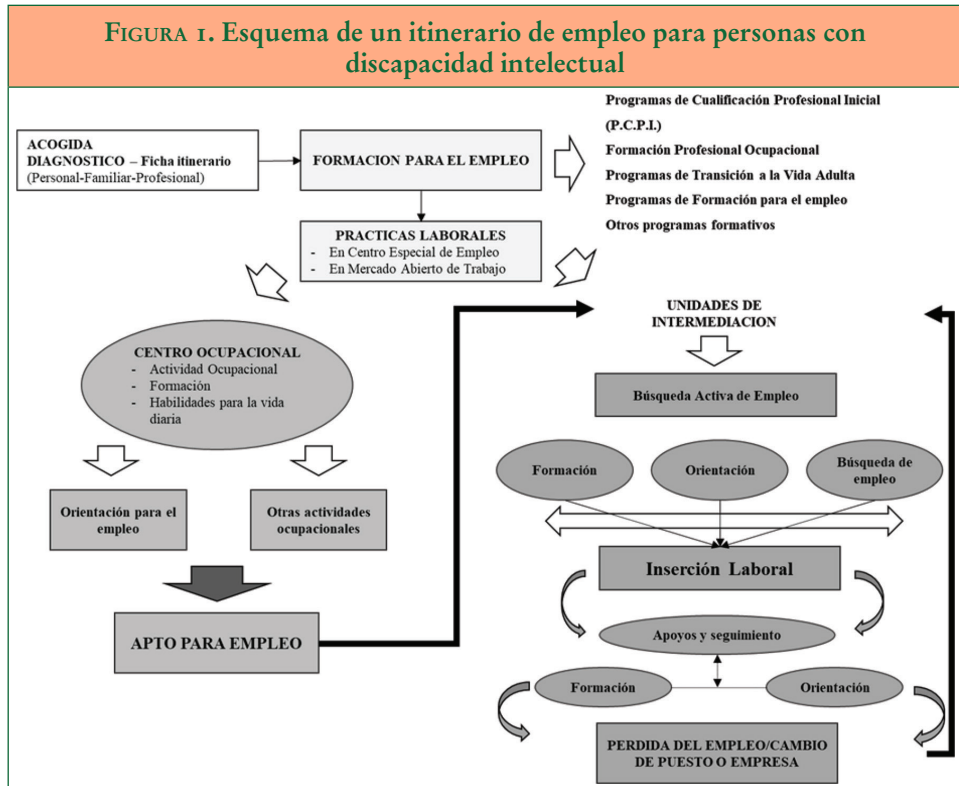 FIGURA 1. Esquema de un itinerario de empleo para personas con
discapacidad intelectual
ACOGIDA
DIAGNOSTICO – Ficha itinerario
(Personal-Familiar-Profesional)
FORMACION PARA EL EMPLEO
Programas de Cualificación Profesional Inicial
(P.C.P.I.)
Formación Profesional Ocupacional
Programas de Transición a la Vida Adulta
Programas de Formación para el empleo
Otros programas formativos
PRACTICAS LABORALES
- En Centro Especial de Empleo
- En Mercado Abierto de Trabajo
CENTRO OCUPACIONAL
- Actividad Ocupacional
- Formación
- Habilidades para la vida
diaria
Orientación para el
empleo
Otras actividades
ocupacionales
APTO PARA EMPLEO
UNIDADES DE
INTERMEDIACION
Búsqueda Activa de Empleo
Formación
Orientación
Búsqueda de
empleo
Inserción Laboral
Apoyos y seguimiento
Formación
Orientación
PERDIDA DEL EMPLEO/CAMBIO
DE PUESTO O EMPRESA